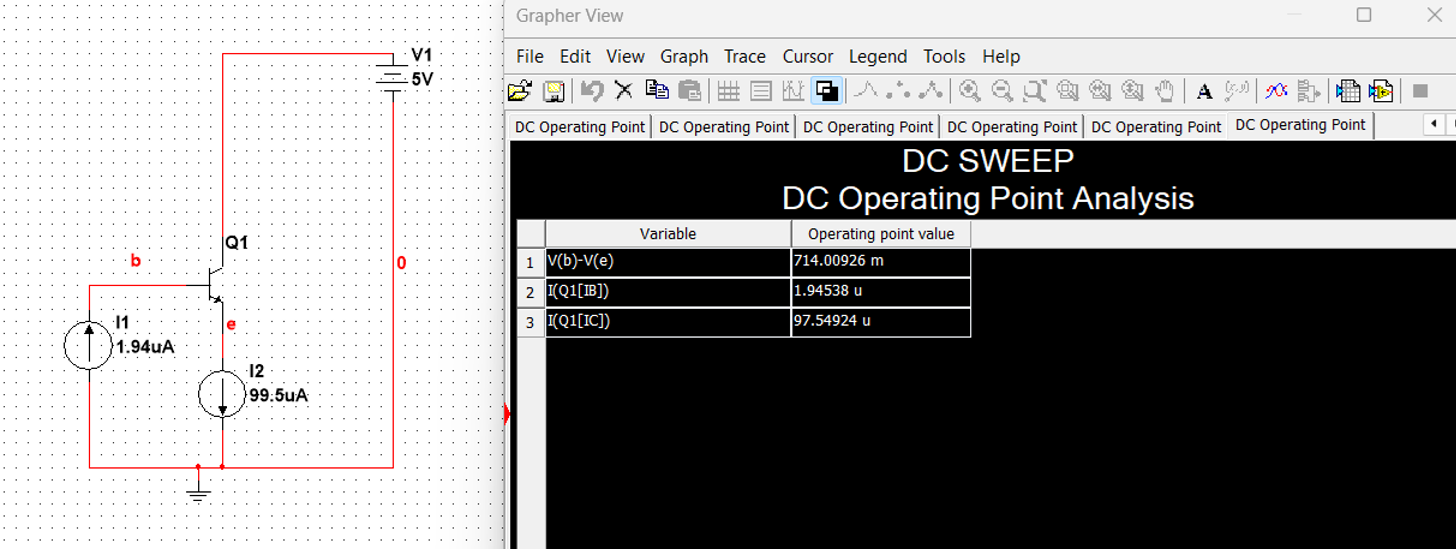 V1
5V
Q1
b
0
I1
1.94uA
e
I2
99.5uA
Grapher View
File Edit View Graph Trace Cursor Legend Tools Help
DC Operating Point DC Operating Point DC Operating Point DC Operating Point DC Operating Point DC Operating Point
DC SWEEP
DC Operating Point Analysis
Variable Operating point value
1 V(b)-V(e) 714.00926 m
2 I(Q1[IB]) 1.94538 u
3 I(Q1[IC]) 97.54924 u